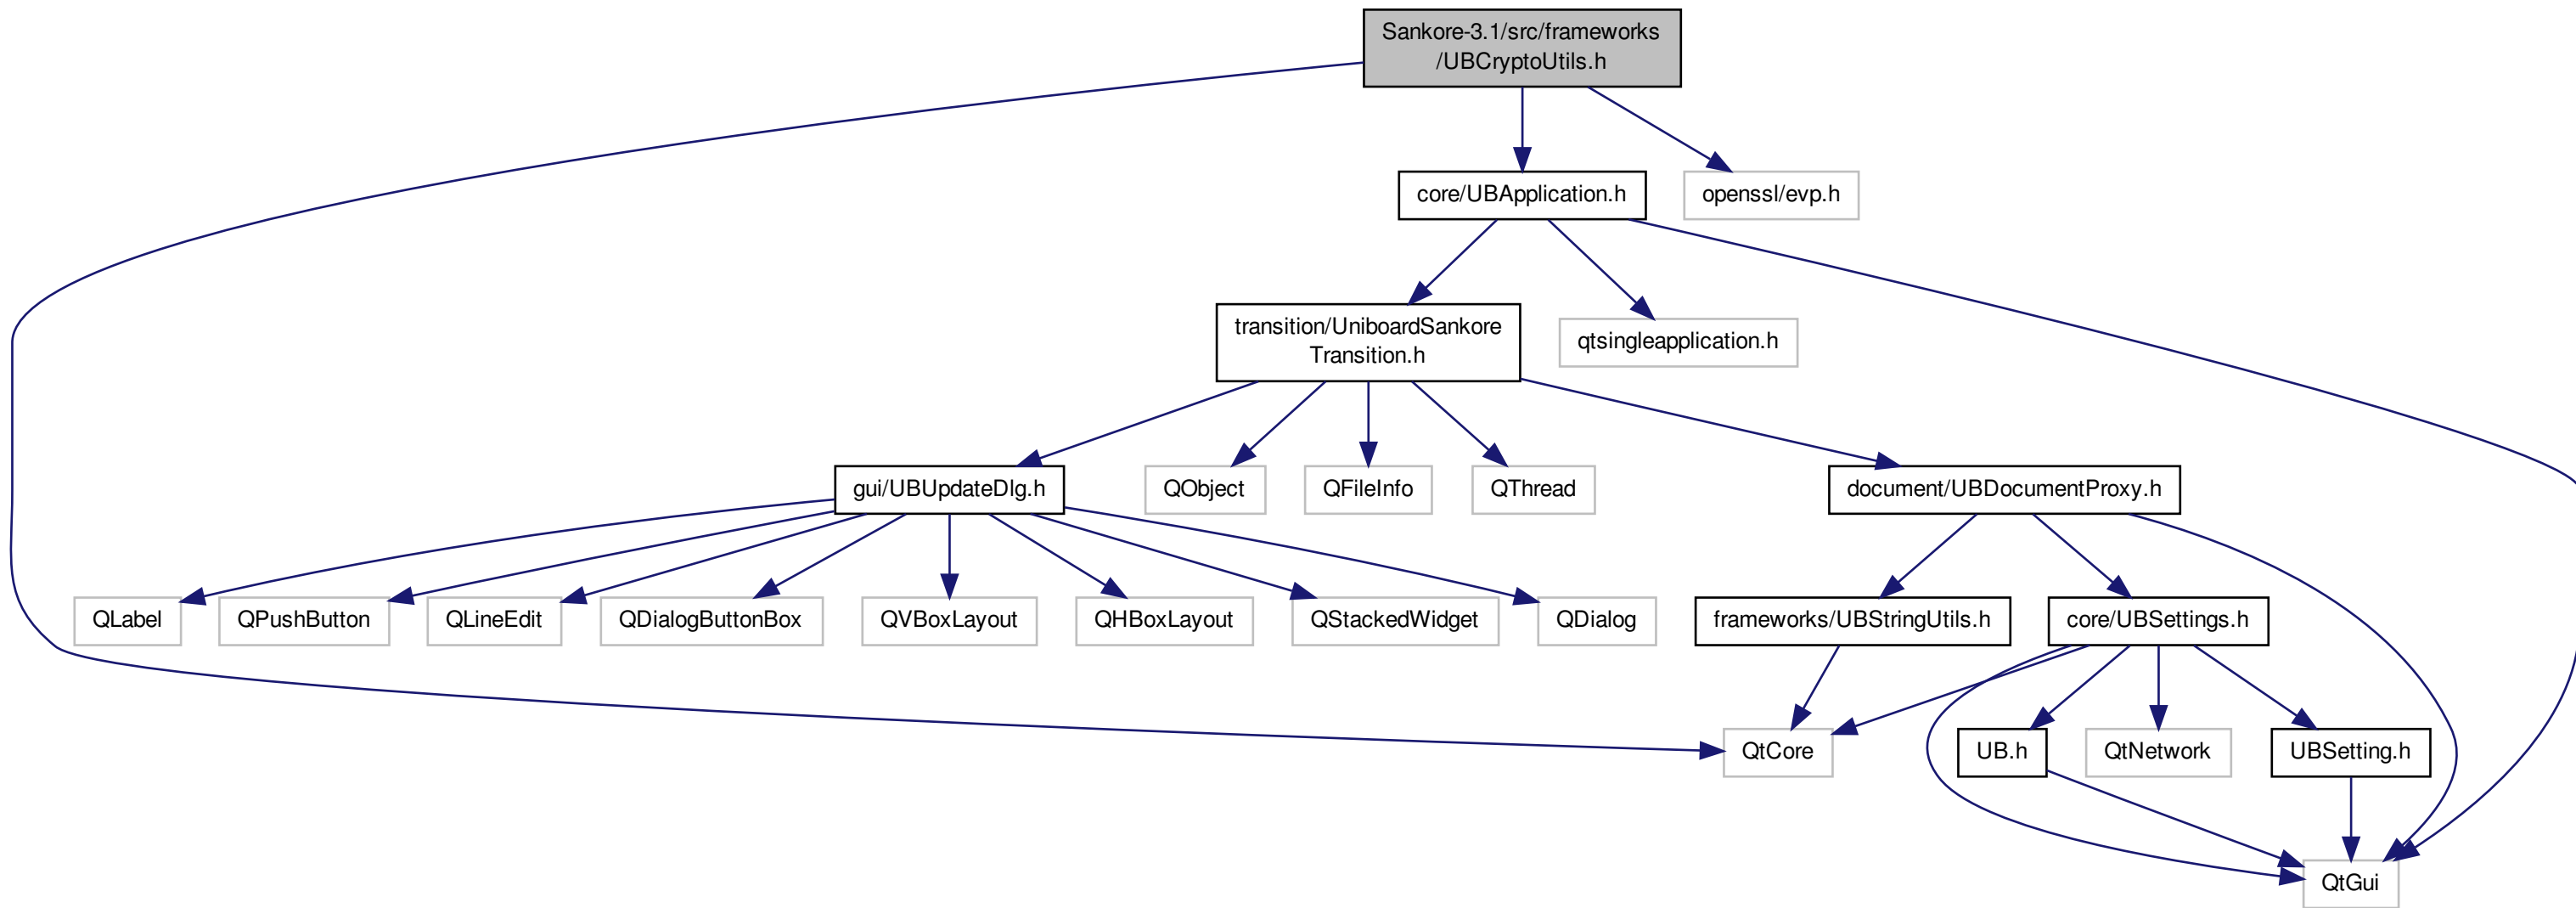 Sankore-3.1/src/frameworks
/UBCryptoUtils.h
core/UBApplication.h
openssl/evp.h
transition/UniboardSankore
Transition.h
qtsingleapplication.h
gui/UBUpdateDlg.h
QObject
QFileInfo
QThread
document/UBDocumentProxy.h
QLabel
QPushButton
QLineEdit
QDialogButtonBox
QVBoxLayout
QHBoxLayout
QStackedWidget
QDialog
frameworks/UBStringUtils.h
core/UBSettings.h
QtCore
UB.h
QtNetwork
UBSetting.h
QtGui